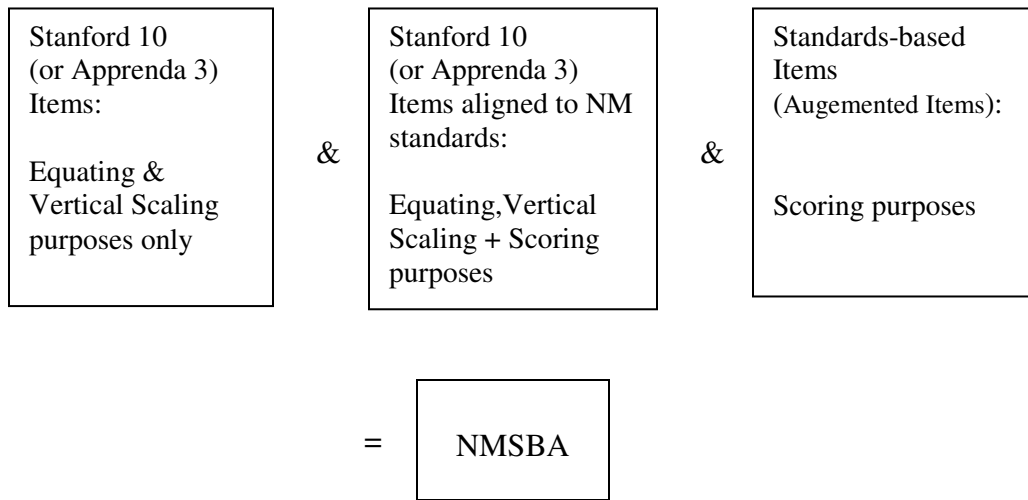 Stanford 10
(or Apprenda 3)
Items:
Equating &
Vertical Scaling
purposes only
&
Stanford 10
(or Apprenda 3)
Items aligned to NM
standards:
Equating,Vertical
Scaling + Scoring
purposes
&
Standards-based
Items
(Augemented Items):
Scoring purposes
=
NMSBA